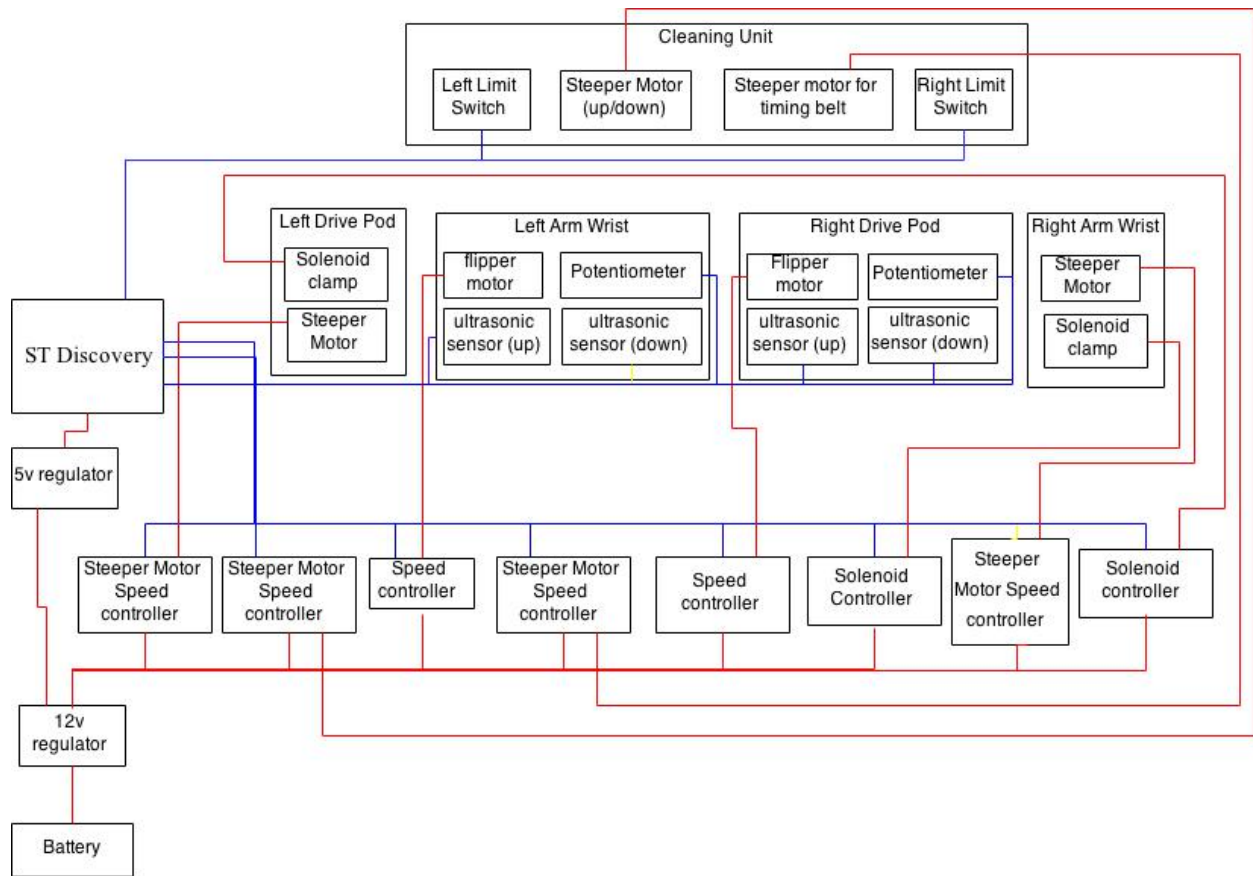 Cleaning Unit
Left Limit
Switch
Steeper Motor
(up/down)
Steeper motor for
timing belt
Right Limit
Switch
Left Drive Pod
Solenoid
clamp
Steeper
Motor
Left Arm Wrist
flipper
motor
Potentiometer
ultrasonic
sensor (up)
ultrasonic
sensor (down)
Right Drive Pod
Flipper
motor
Potentiometer
ultrasonic
sensor (up)
ultrasonic
sensor (down)
Right Arm Wrist
Steeper
Motor
Solenoid
clamp
ST Discovery
5v regulator
Steeper Motor
Speed
controller
Steeper Motor
Speed
controller
Speed
controller
Steeper Motor
Speed
controller
Speed
controller
Solenoid
Controller
Steeper
Motor Speed
controller
Solenoid
controller
12v
regulator
Battery